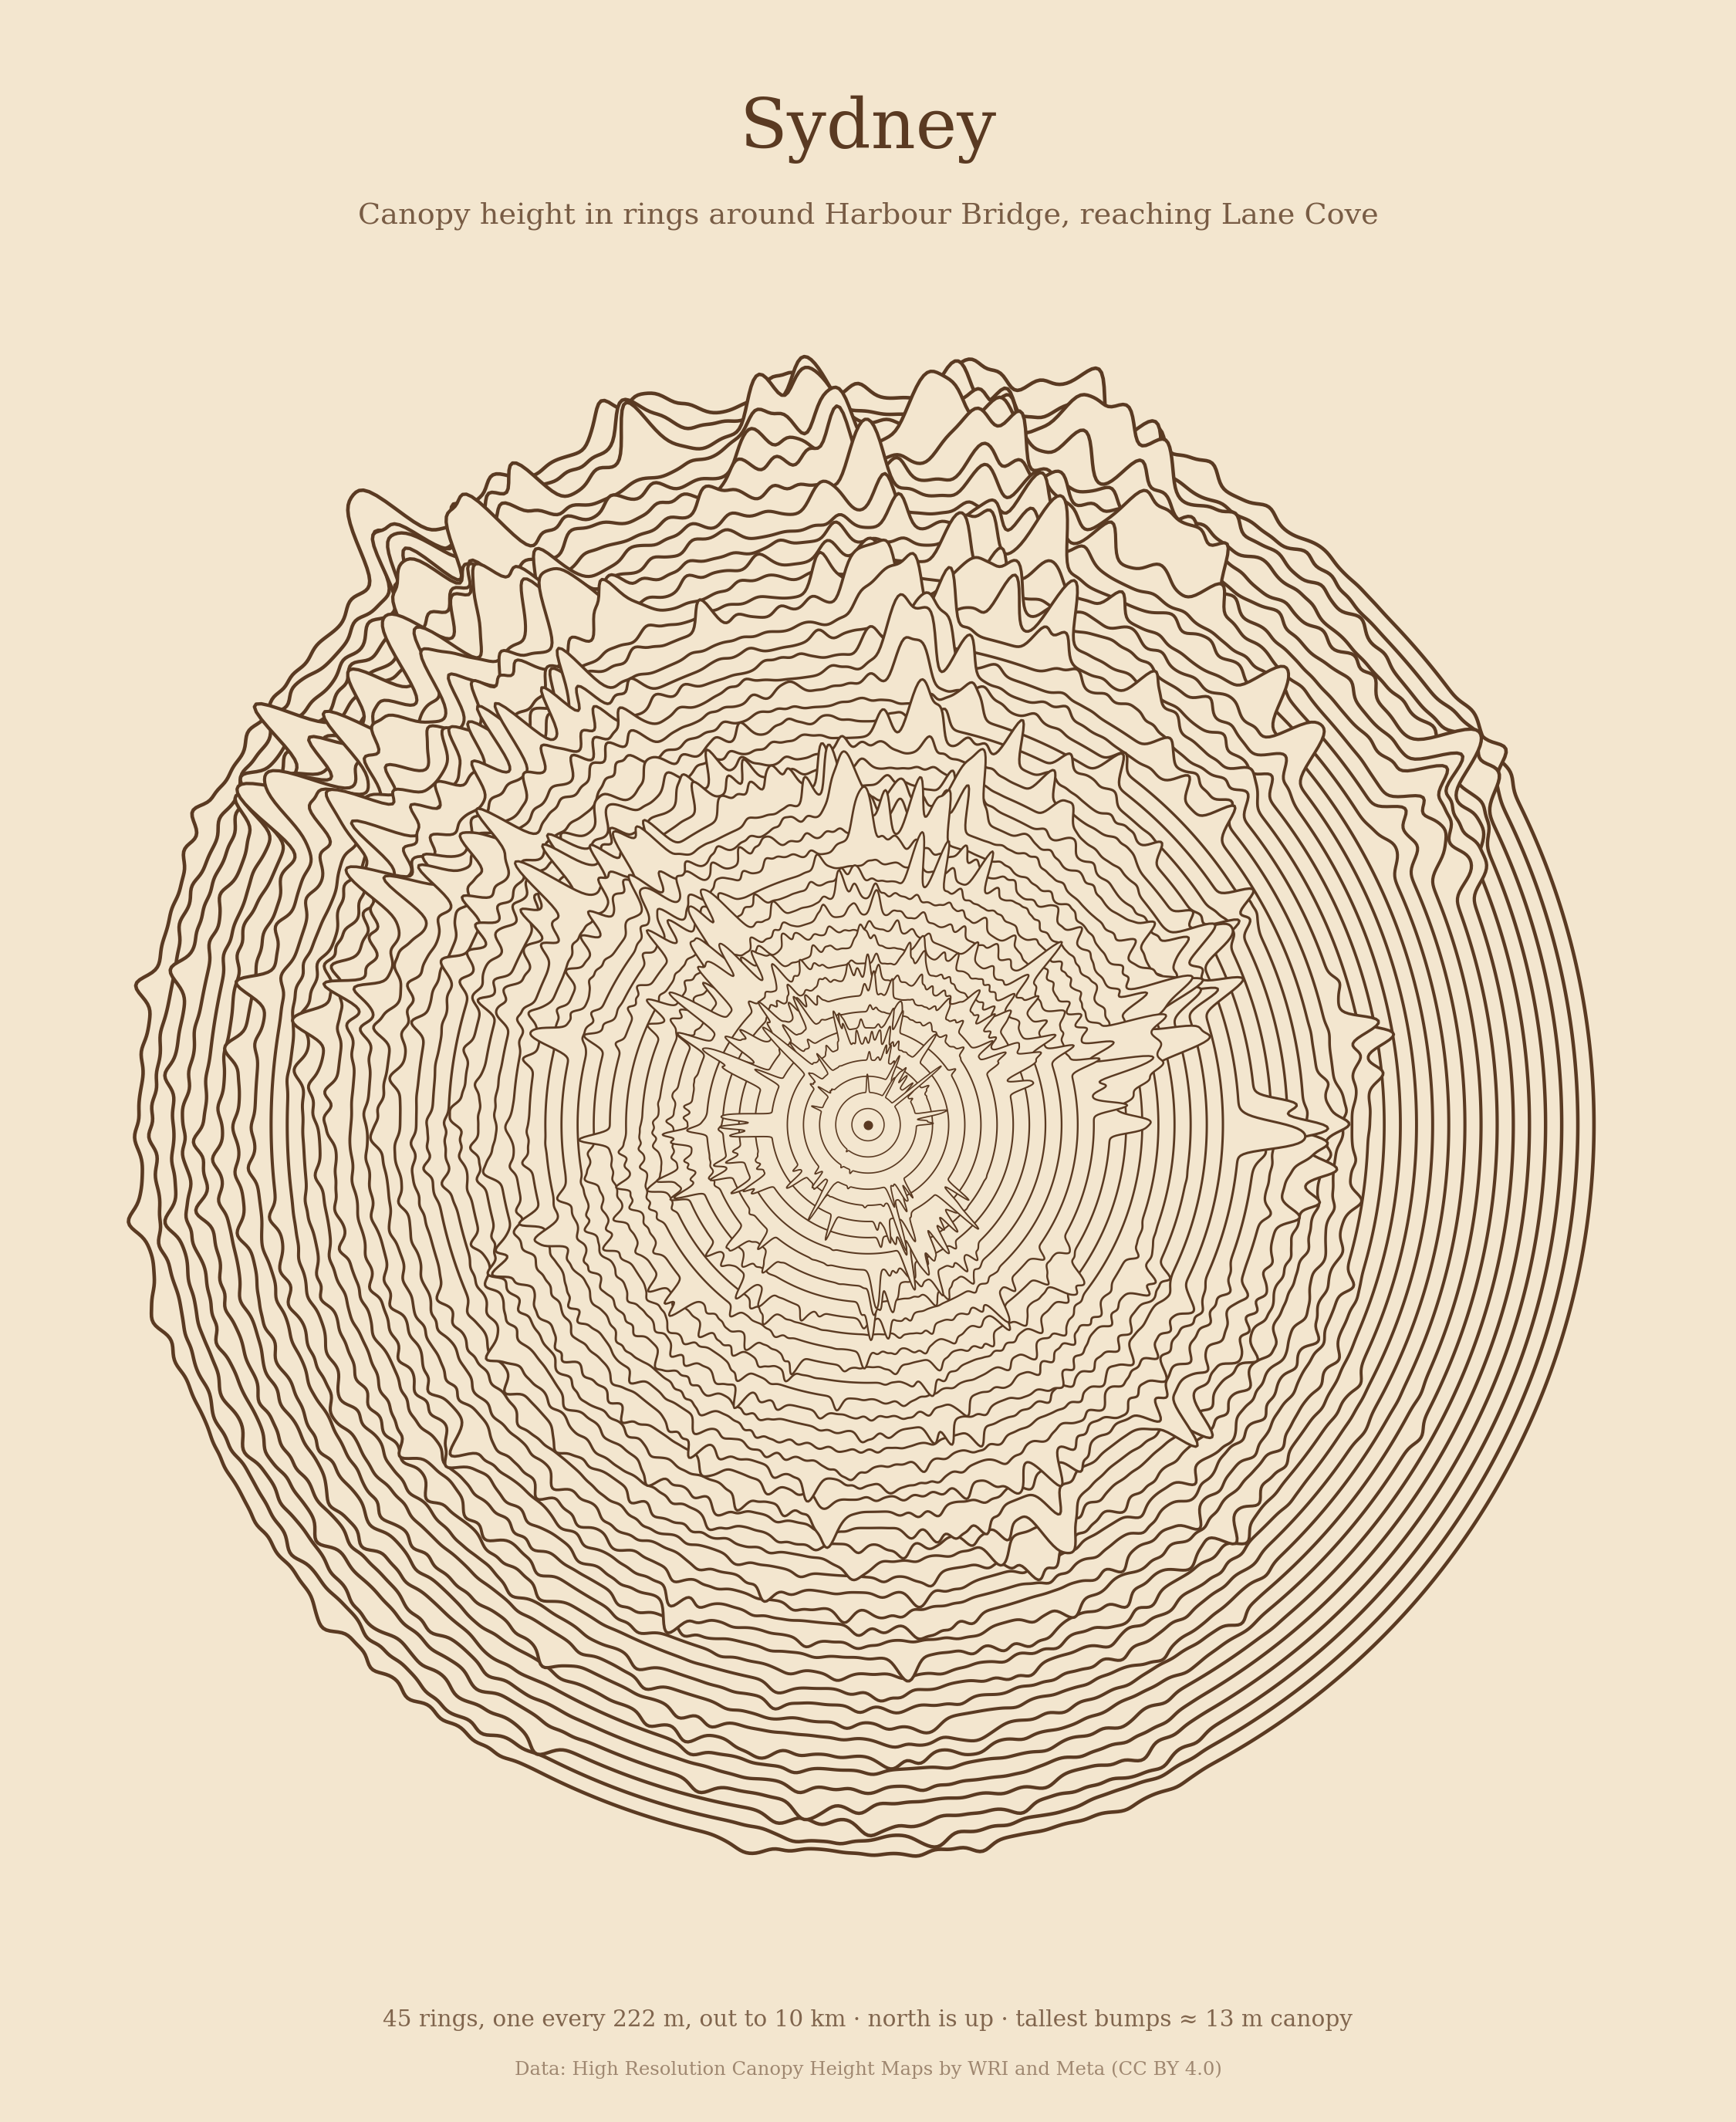 Sydney
Canopy height in rings around Harbour Bridge, reaching Lane Cove
45 rings, one every 222 m, out to 10 km · north is up · tallest bumps ≈ 13 m canopy
Data: High Resolution Canopy Height Maps by WRI and Meta (CC BY 4.0)